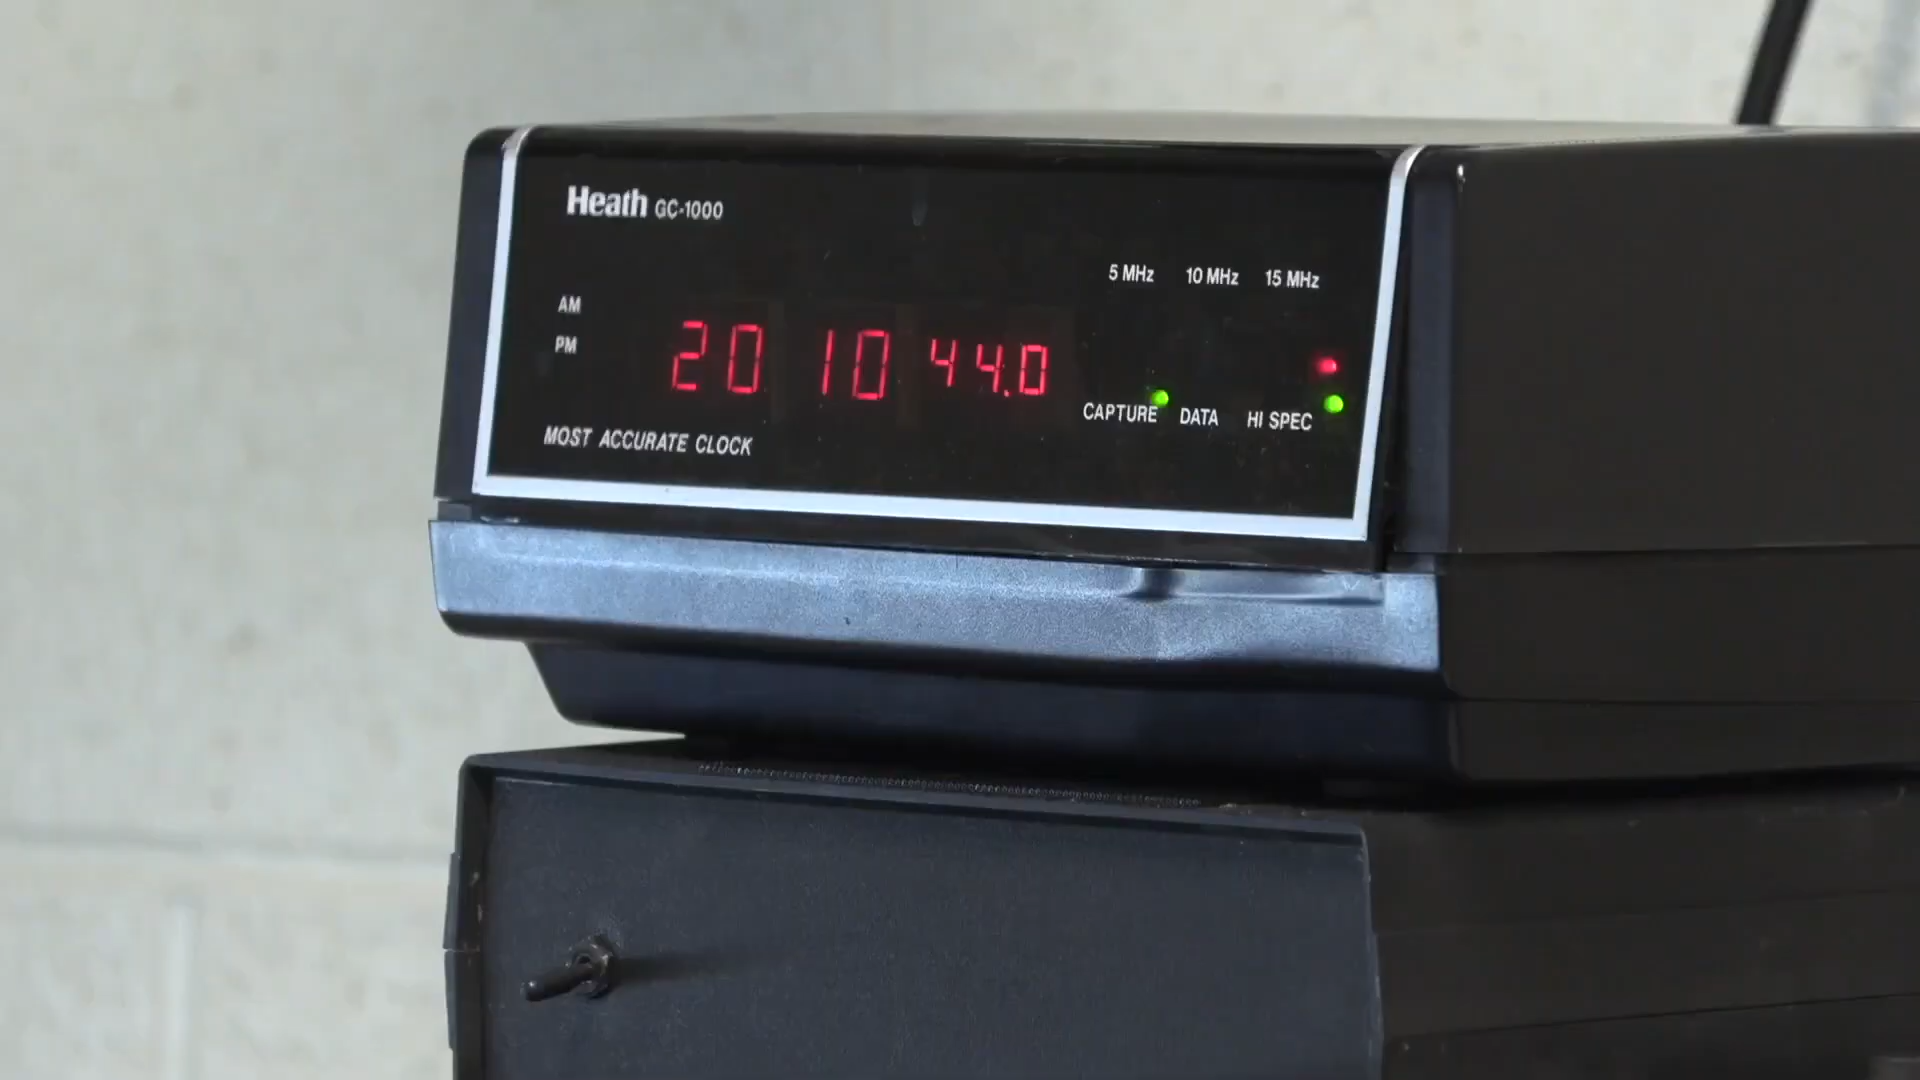 Heath GC-1000
5 MHz 10 MHz 15 MHz
AM
PM
20 10 44.0
CAPTURE DATA HI SPEC
MOST ACCURATE CLOCK